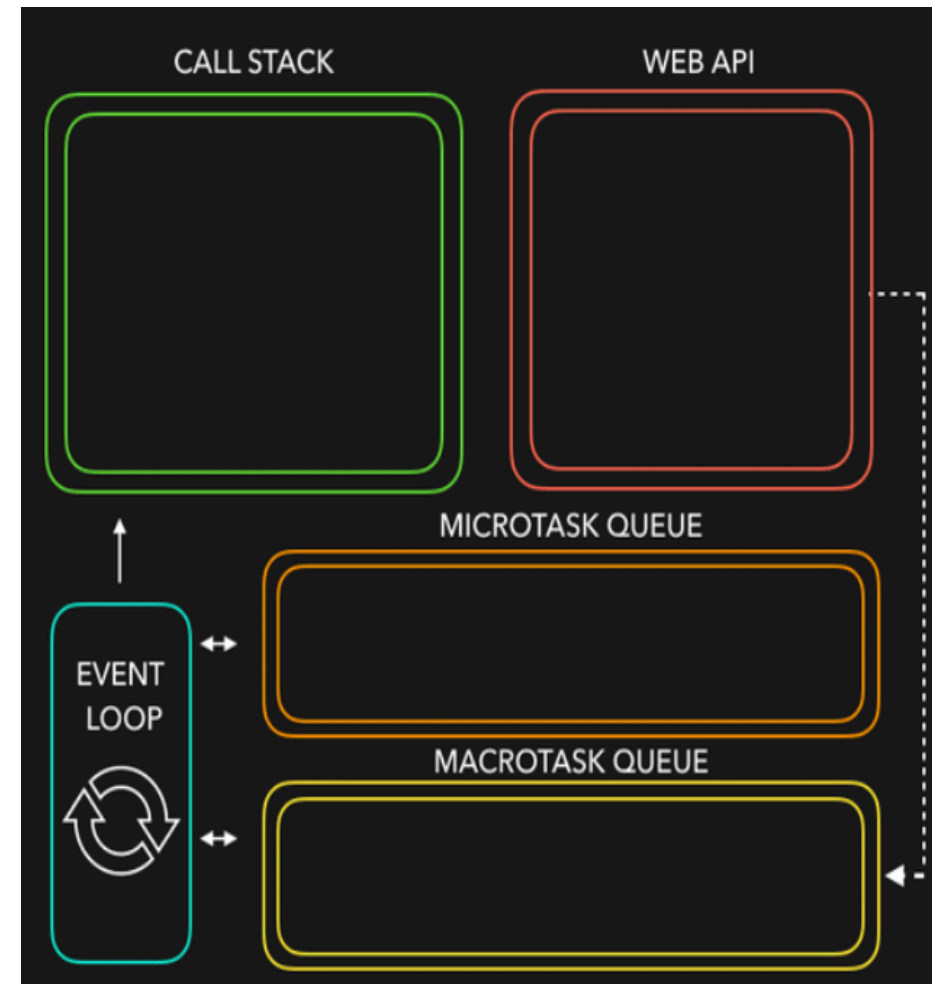 CALL STACK
WEB API
MICROTASK QUEUE
EVENT
LOOP
MACROTASK QUEUE